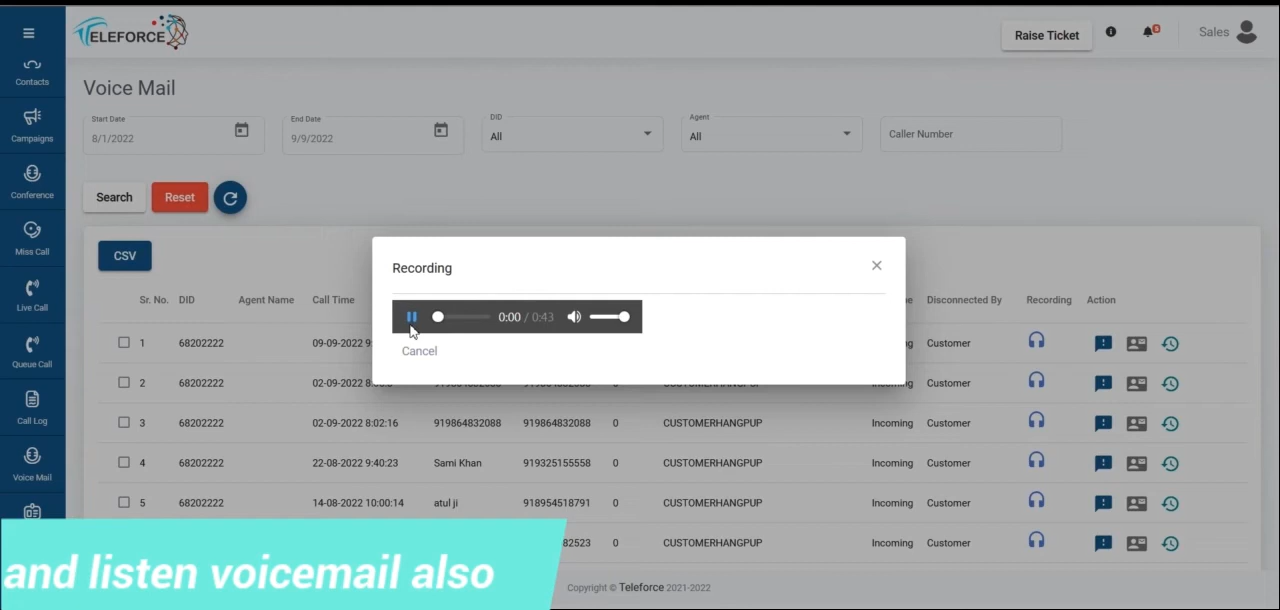 TELEFORCE
Raise Ticket
Sales
Contacts
Campaigns
Conference
Miss Call
Live Call
Queue Call
Call Log
Voice Mail
Voice Mail
Start Date
8/1/2022
End Date
9/9/2022
DID
All
Agent
All
Caller Number
Search Reset
CSV
Recording
0:00 / 0:43
Cancel
Sr. No. DID Agent Name Call Time Disconnected By Recording Action
1 68202222 09-09-2022 Customer
2 68202222 02-09-2022 Customer
3 68202222 02-09-2022 8:02:16 919864832088 919864832088 0 CUSTOMERHANGPUP Incoming Customer
4 68202222 22-08-2022 9:40:23 Sami Khan 919325155558 0 CUSTOMERHANGPUP Incoming Customer
5 68202222 14-08-2022 10:00:14 atul ji 918954518791 0 CUSTOMERHANGPUP Incoming Customer
82523 0 CUSTOMERHANGPUP Incoming Customer
and listen voicemail also
Copyright © Teleforce 2021-2022